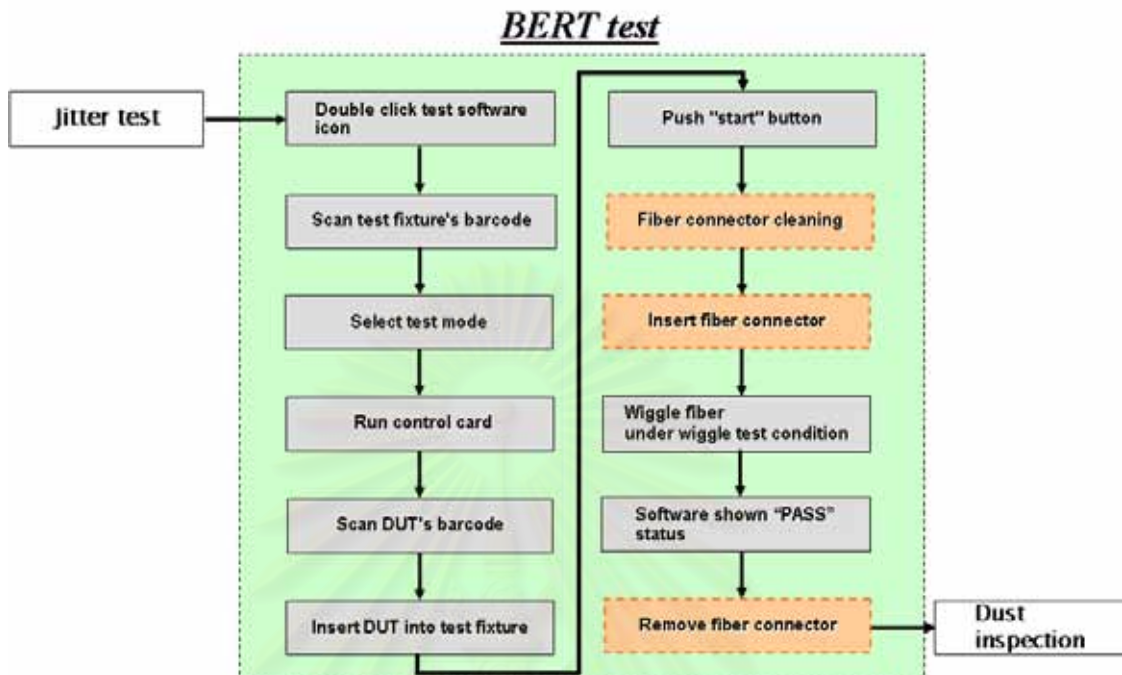 BERT test
Jitter test
Double click test software
icon
Scan test fixture's barcode
Select test mode
Run control card
Scan DUT's barcode
Insert DUT into test fixture
Push "start" button
Fiber connector cleaning
Insert fiber connector
Wiggle fiber
under wiggle test condition
Software shown “PASS”
status
Remove fiber connector
Dust
inspection